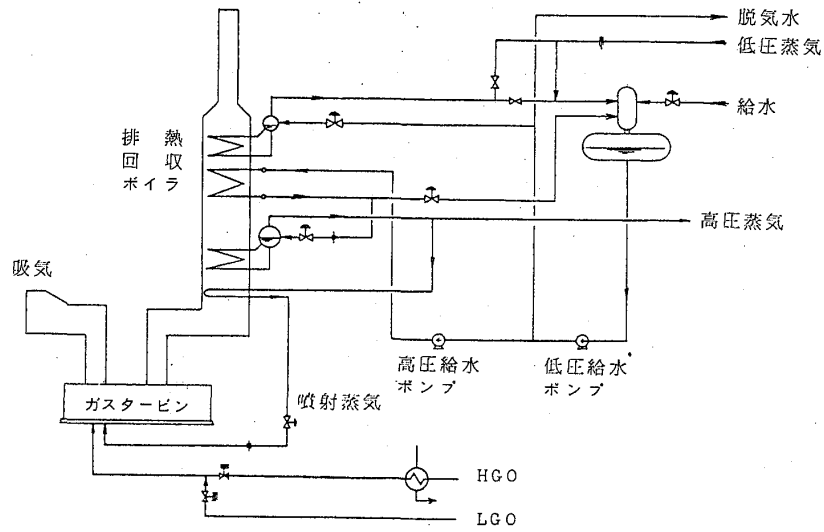 脱気水
低圧蒸気
給水
排熱
回収
ボイラ
高圧蒸気
吸気
高圧給水
ポンプ
低圧給水
ポンプ
ガスタービン
噴射蒸気
HGO
LGO